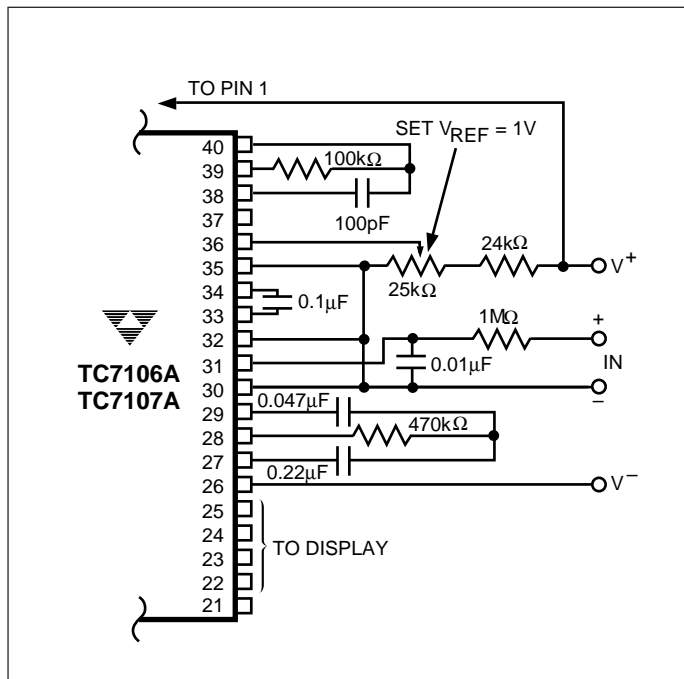 TO PIN 1
SET VREF = 1V
40
39
38
37
36
35
34
33
32
31
30
29
28
27
26
25
24
23
22
21
100kΩ
100pF
24kΩ
V+
25kΩ
0.1µF
1MΩ
+
IN
–
0.01µF
TC7106A
TC7107A
0.047µF
470kΩ
0.22µF
V–
TO DISPLAY